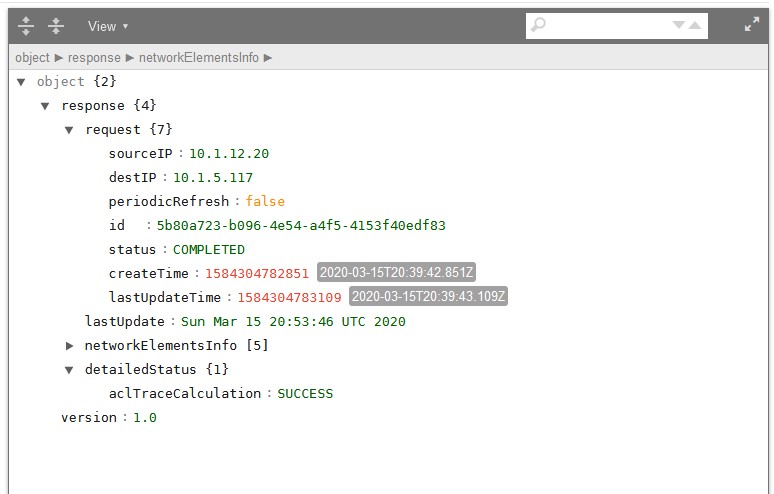 View
object ▶ response ▶ networkElementsInfo ▶
object {2}
response {4}
request {7}
sourceIP : 10.1.12.20
destIP : 10.1.5.117
periodicRefresh : false
id : 5b80a723-b096-4e54-a4f5-4153f40edf83
status : COMPLETED
createTime : 1584304782851 2020-03-15T20:39:42.851Z
lastUpdateTime : 1584304783109 2020-03-15T20:39:43.109Z
lastUpdate : Sun Mar 15 20:53:46 UTC 2020
networkElementsInfo [5]
detailedStatus {1}
aclTraceCalculation : SUCCESS
version : 1.0